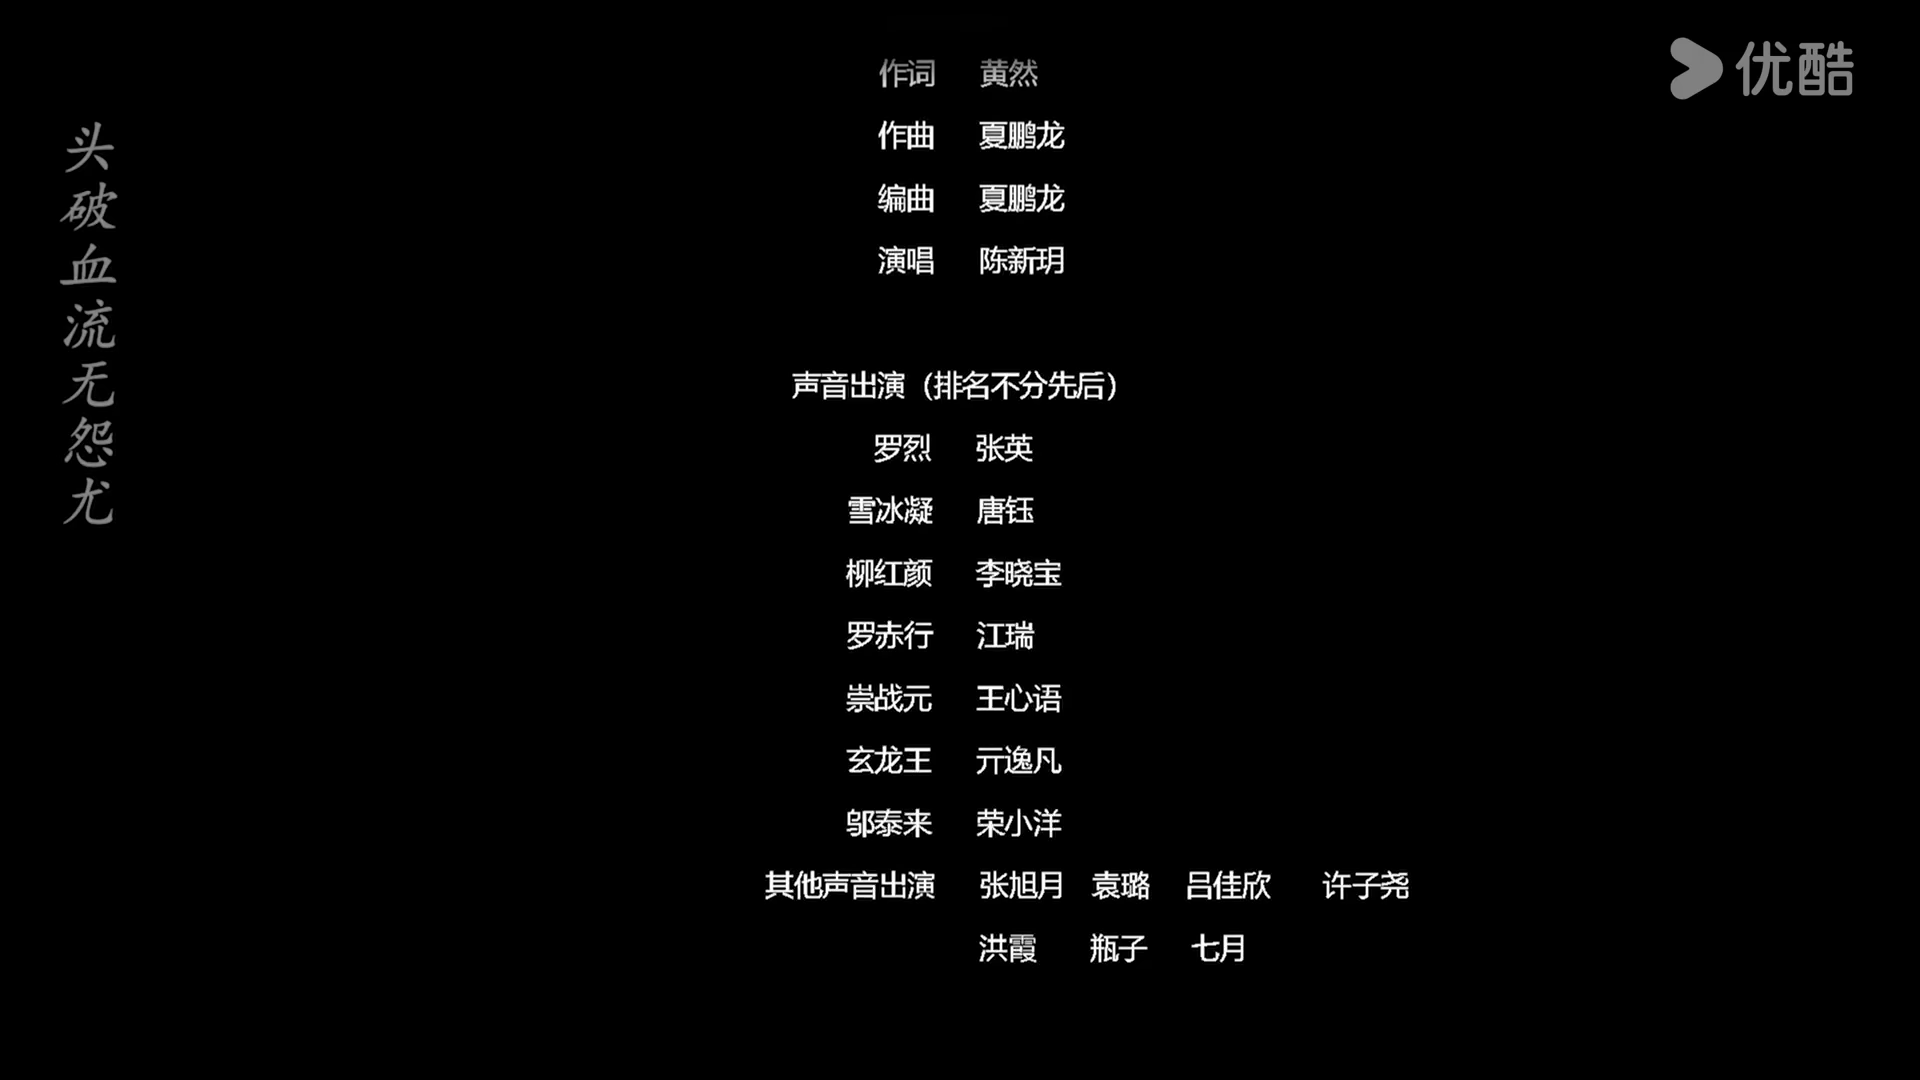 作词 黄然
作曲 夏鹏龙
编曲 夏鹏龙
演唱 陈新玥
声音出演（排名不分先后）
罗烈 张英
雪冰凝 唐钰
柳红颜 李晓宝
罗赤行 江瑞
崇战元 王心语
玄龙王 亓逸凡
邬泰来 荣小洋
其他声音出演 张旭月 袁璐 吕佳欣 许子尧
洪霞 瓶子 七月
头破血流无怨尤
优酷